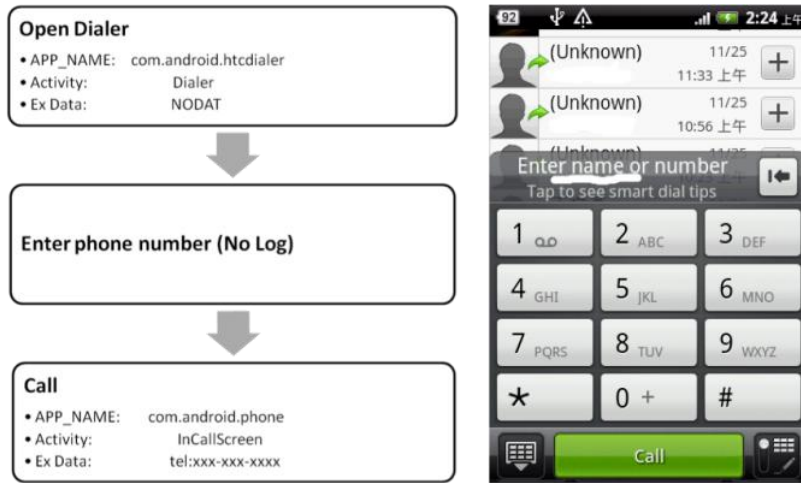 Open Dialer
• APP_NAME: com.android.htcdialer
• Activity: Dialer
• Ex Data: NODAT
Enter phone number (No Log)
Call
• APP_NAME: com.android.phone
• Activity: InCallScreen
• Ex Data: tel:xxx-xxx-xxxx
92 2:24 上午
(Unknown) 11/25
11:33 上午
(Unknown) 11/25
10:56 上午
(Unknown) 11/25
Enter name or number
Tap to see smart dial tips
1 2 ABC 3 DEF
4 GHI 5 JKL 6 MNO
7 PQRS 8 TUV 9 WXYZ
* 0 + #
Call